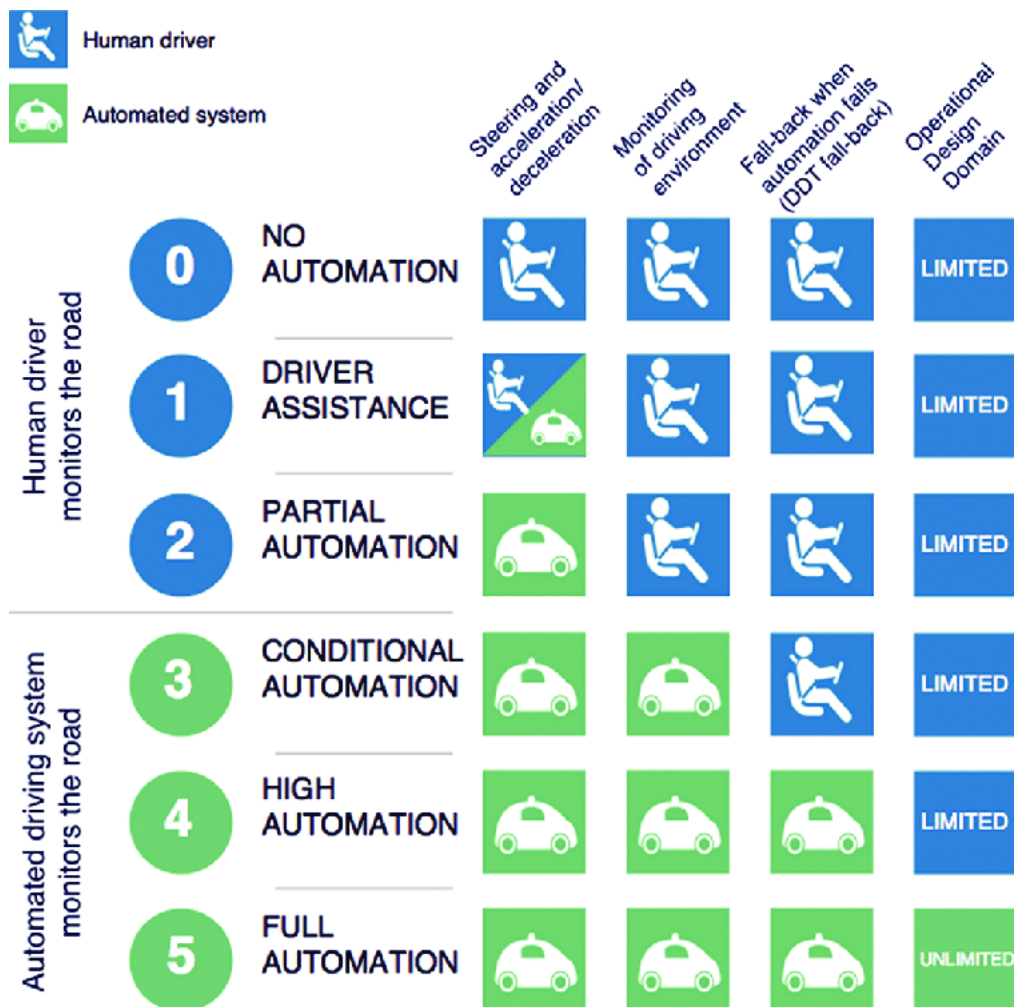 Human driver
Automated system
Steering and
acceleration/
deceleration
Monitoring
of driving
environment
Fall-back when
automation fails
(DDT fall-back)
Operational
Design
Domain
Human driver
monitors the road
0
NO
AUTOMATION
LIMITED
1
DRIVER
ASSISTANCE
LIMITED
2
PARTIAL
AUTOMATION
LIMITED
Automated driving system
monitors the road
3
CONDITIONAL
AUTOMATION
LIMITED
4
HIGH
AUTOMATION
LIMITED
5
FULL
AUTOMATION
UNLIMITED